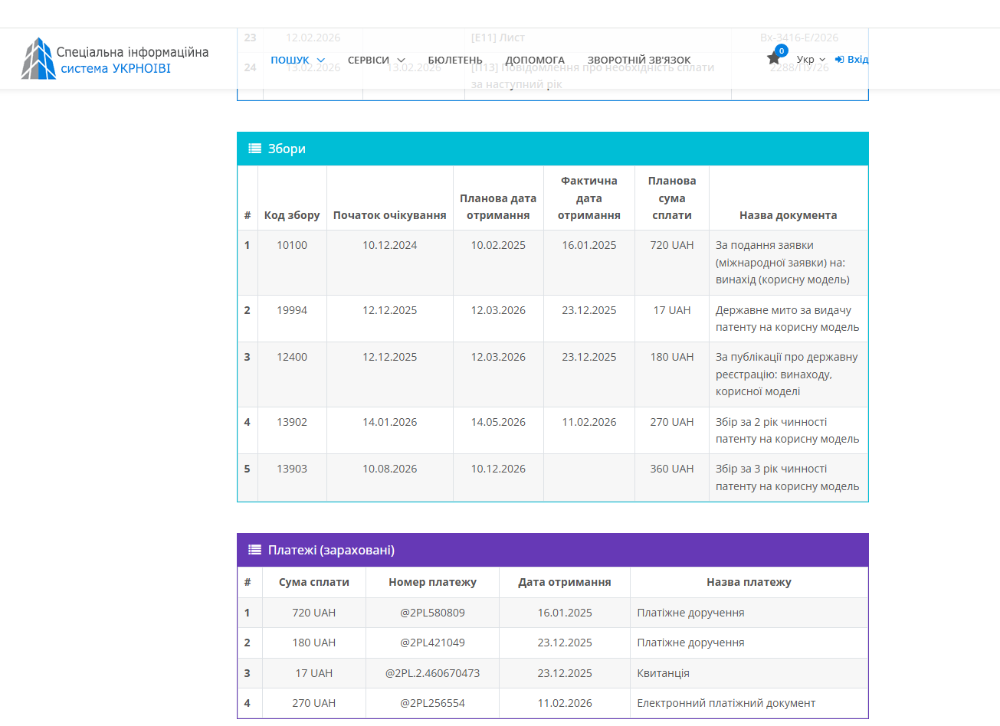 23 12.02.2026 [Е11] Лист Вх-3416-Е/2026
Спеціальна інформаційна
система УКРНОІВІ
ПОШУК СЕРВІСИ БЮЛЕТЕНЬ ДОПОМОГА ЗВОРОТНІЙ ЗВ'ЯЗОК 0 Укр Вхід
24 13.02.2026 13.02.2026 [П13] Повідомлення про необхідність сплати 2288/ПУ/26
за наступний рік
Збори
# Код збору Початок очікування Планова дата отримання Фактична дата отримання Планова сума сплати Назва документа
1 10100 10.12.2024 10.02.2025 16.01.2025 720 UAH За подання заявки
(міжнародної заявки) на:
винахід (корисну модель)
2 19994 12.12.2025 12.03.2026 23.12.2025 17 UAH Державне мито за видачу
патенту на корисну модель
3 12400 12.12.2025 12.03.2026 23.12.2025 180 UAH За публікації про державну
реєстрацію: винаходу,
корисної моделі
4 13902 14.01.2026 14.05.2026 11.02.2026 270 UAH Збір за 2 рік чинності
патенту на корисну модель
5 13903 10.08.2026 10.12.2026 360 UAH Збір за 3 рік чинності
патенту на корисну модель
Платежі (зараховані)
# Сума сплати Номер платежу Дата отримання Назва платежу
1 720 UAH @2PL580809 16.01.2025 Платіжне доручення
2 180 UAH @2PL421049 23.12.2025 Платіжне доручення
3 17 UAH @2PL.2.460670473 23.12.2025 Квитанція
4 270 UAH @2PL256554 11.02.2026 Електронний платіжний документ